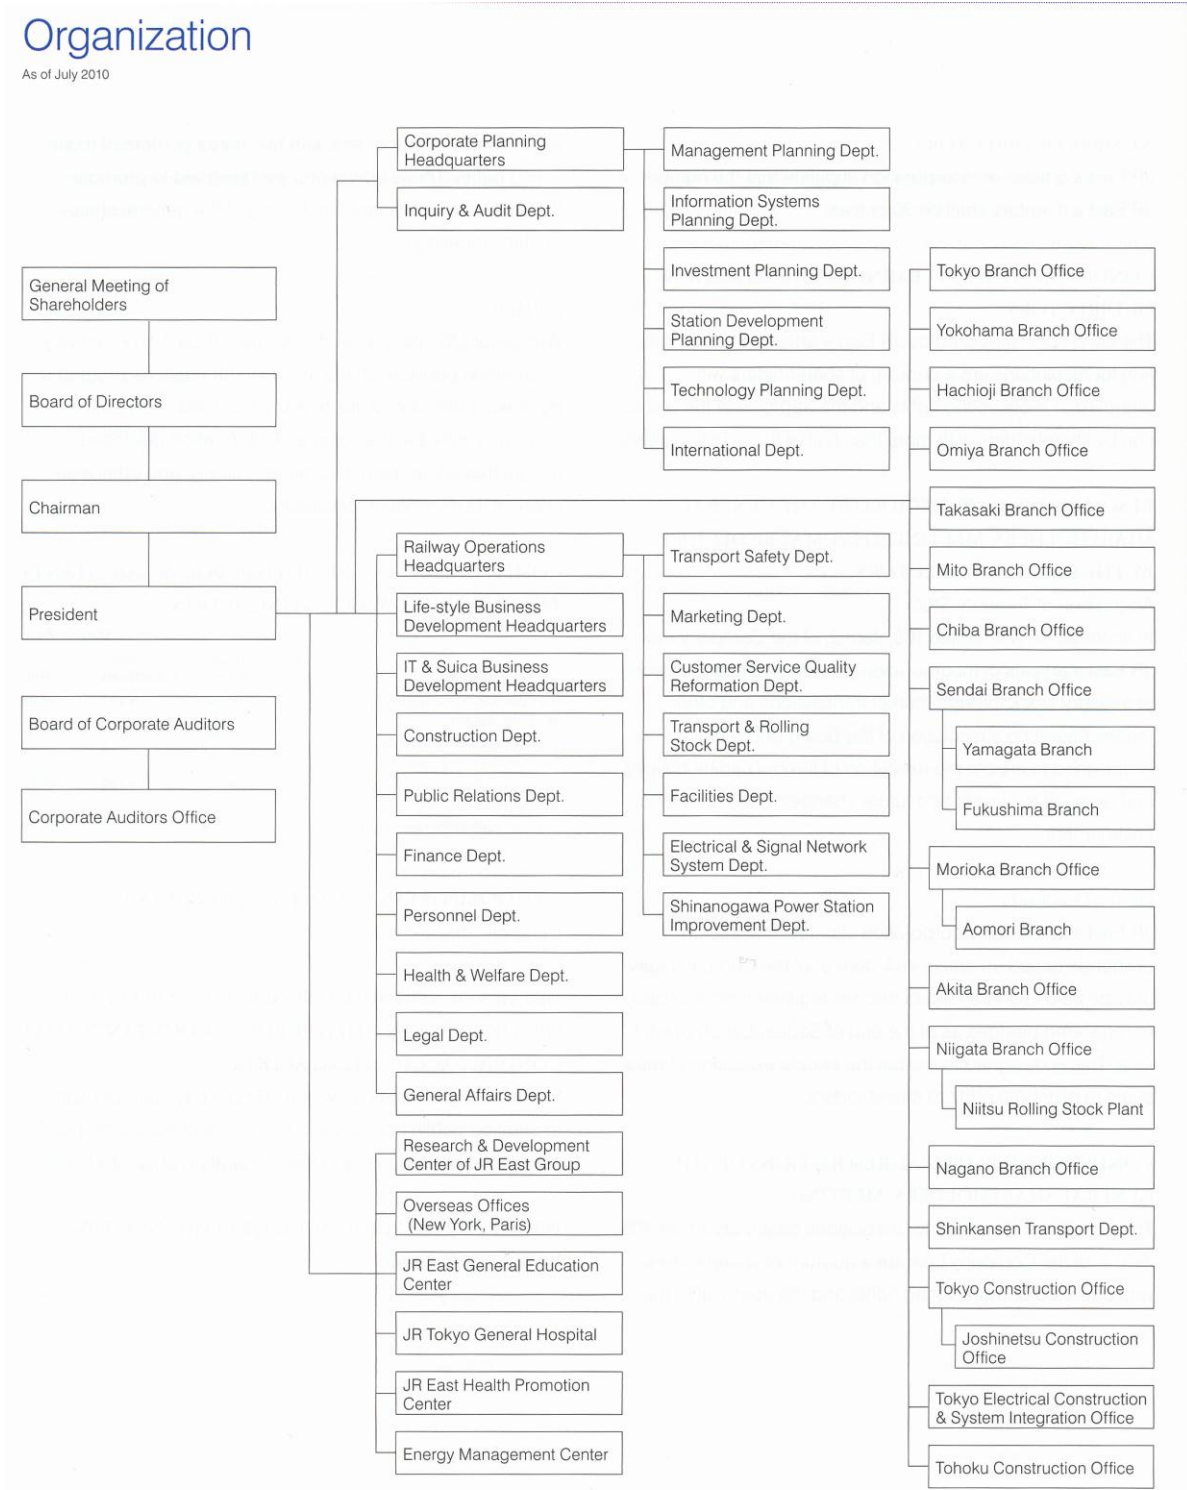 Organization
As of July 2010
General Meeting of
Shareholders
Board of Directors
Chairman
President
Board of Corporate Auditors
Corporate Auditors Office
Corporate Planning
Headquarters
Inquiry & Audit Dept.
Railway Operations
Headquarters
Life-style Business
Development Headquarters
IT & Suica Business
Development Headquarters
Construction Dept.
Public Relations Dept.
Finance Dept.
Personnel Dept.
Health & Welfare Dept.
Legal Dept.
General Affairs Dept.
Research & Development
Center of JR East Group
Overseas Offices
(New York, Paris)
JR East General Education
Center
JR Tokyo General Hospital
JR East Health Promotion
Center
Energy Management Center
Management Planning Dept.
Information Systems
Planning Dept.
Investment Planning Dept.
Station Development
Planning Dept.
Technology Planning Dept.
International Dept.
Transport Safety Dept.
Marketing Dept.
Customer Service Quality
Reformation Dept.
Transport & Rolling
Stock Dept.
Facilities Dept.
Electrical & Signal Network
System Dept.
Shinanogawa Power Station
Improvement Dept.
Tokyo Branch Office
Yokohama Branch Office
Hachioji Branch Office
Omiya Branch Office
Takasaki Branch Office
Mito Branch Office
Chiba Branch Office
Sendai Branch Office
Yamagata Branch
Fukushima Branch
Morioka Branch Office
Aomori Branch
Akita Branch Office
Niigata Branch Office
Niitsu Rolling Stock Plant
Nagano Branch Office
Shinkansen Transport Dept.
Tokyo Construction Office
Joshinetsu Construction
Office
Tokyo Electrical Construction
& System Integration Office
Tohoku Construction Office